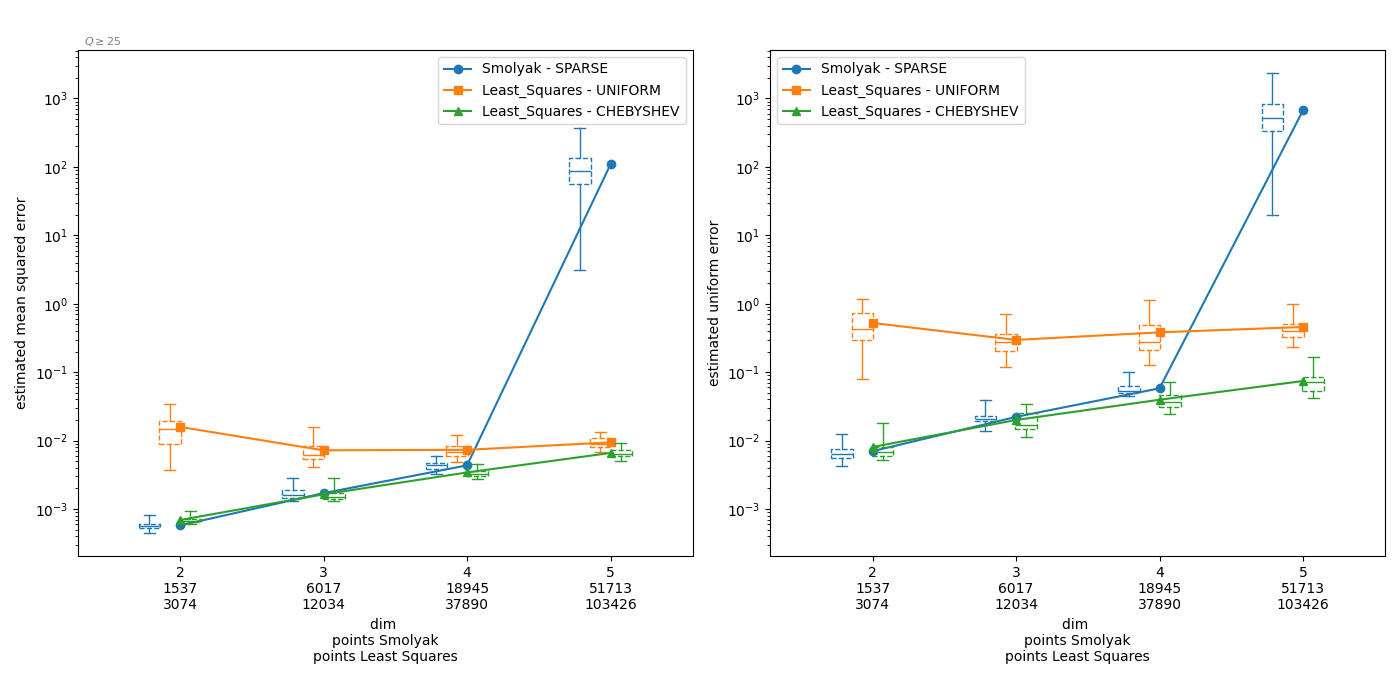 Q ≥ 25
Smolyak - SPARSE
Least_Squares - UNIFORM
Least_Squares - CHEBYSHEV
10³
10²
10¹
10⁰
10⁻¹
10⁻²
10⁻³
estimated mean squared error
2 3 4 5
1537 6017 18945 51713
3074 12034 37890 103426
dim
points Smolyak
points Least Squares
Smolyak - SPARSE
Least_Squares - UNIFORM
Least_Squares - CHEBYSHEV
10³
10²
10¹
10⁰
10⁻¹
10⁻²
10⁻³
estimated uniform error
2 3 4 5
1537 6017 18945 51713
3074 12034 37890 103426
dim
points Smolyak
points Least Squares